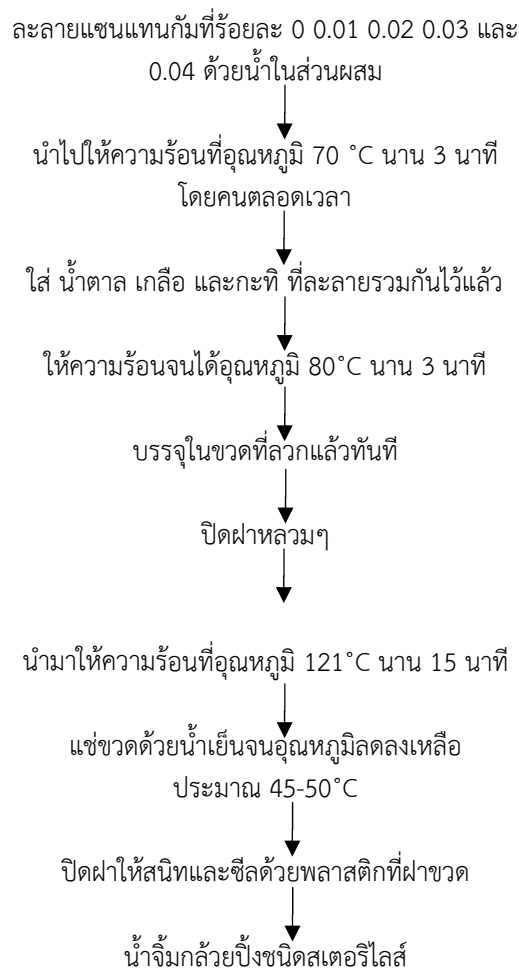 ละลายแซนแทนกัมที่ร้อยละ 0 0.01 0.02 0.03 และ
0.04 ด้วยน้ำในส่วนผสม
นำไปให้ความร้อนที่อุณหภูมิ 70 °C นาน 3 นาที
โดยคนตลอดเวลา
ใส่ น้ำตาล เกลือ และกะทิ ที่ละลายรวมกันไว้แล้ว
ให้ความร้อนจนได้อุณหภูมิ 80°C นาน 3 นาที
บรรจุในขวดที่ลวกแล้วทันที
ปิดฝาหลวมๆ
นำมาให้ความร้อนที่อุณหภูมิ 121°C นาน 15 นาที
แช่ขวดด้วยน้ำเย็นจนอุณหภูมิลดลงเหลือ
ประมาณ 45-50°C
ปิดฝาให้สนิทและซีลด้วยพลาสติกที่ฝาขวด
น้ำจิ้มกล้วยปิ้งชนิดสเตอริไลส์